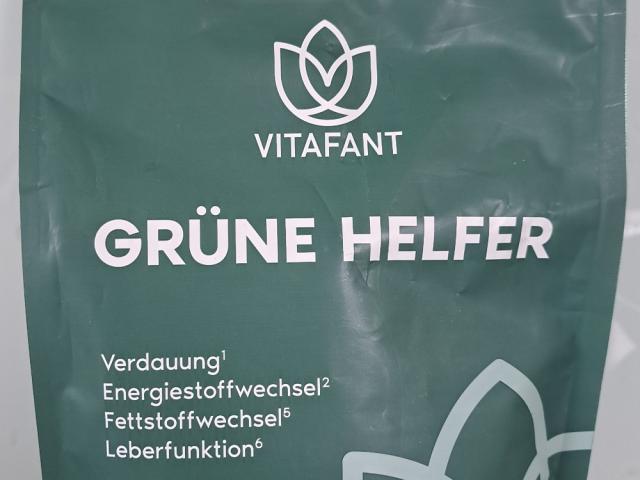 VITAFANT
GRÜNE HELFER
Verdauung¹
Energiestoffwechsel²
Fettstoffwechsel⁵
Leberfunktion⁶